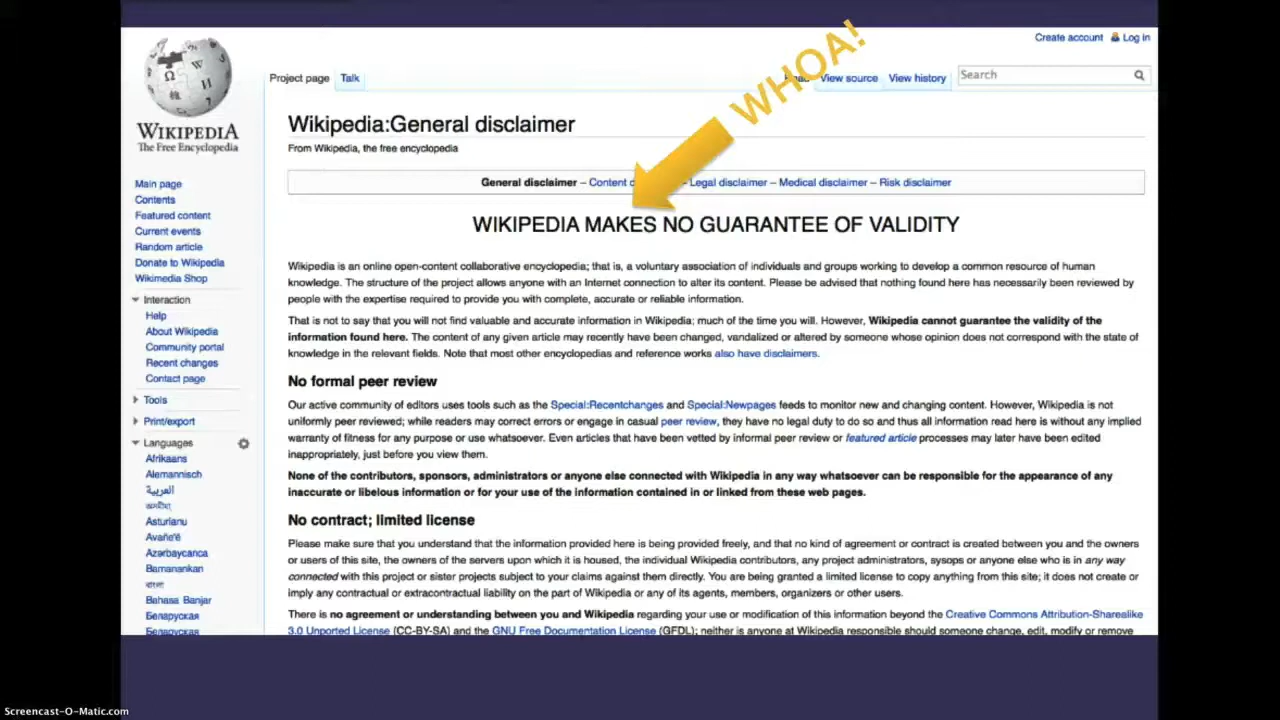 WHOA!
Create account Log in
Project page Talk View source View history Search
WIKIPEDIA
The Free Encyclopedia
Main page
Contents
Featured content
Current events
Random article
Donate to Wikipedia
Wikimedia Shop
Interaction
Help
About Wikipedia
Community portal
Recent changes
Contact page
Tools
Print/export
Languages
Afrikaans
Alemannisch
العربية
অসমীয়া
Asturianu
Авар
Azərbaycanca
Bamanankan
বাংলা
Bahasa Banjar
Беларуская
Беларуская
Wikipedia:General disclaimer
From Wikipedia, the free encyclopedia
General disclaimer – Content – Legal disclaimer – Medical disclaimer – Risk disclaimer
WIKIPEDIA MAKES NO GUARANTEE OF VALIDITY
Wikipedia is an online open-content collaborative encyclopedia; that is, a voluntary association of individuals and groups working to develop a common resource of human
knowledge. The structure of the project allows anyone with an Internet connection to alter its content. Please be advised that nothing found here has necessarily been reviewed by
people with the expertise required to provide you with complete, accurate or reliable information.
That is not to say that you will not find valuable and accurate information in Wikipedia; much of the time you will. However, Wikipedia cannot guarantee the validity of the
information found here. The content of any given article may recently have been changed, vandalized or altered by someone whose opinion does not correspond with the state of
knowledge in the relevant fields. Note that most other encyclopedias and reference works also have disclaimers.
No formal peer review
Our active community of editors uses tools such as the Special:Recentchanges and Special:Newpages feeds to monitor new and changing content. However, Wikipedia is not
uniformly peer reviewed; while readers may correct errors or engage in casual peer review, they have no legal duty to do so and thus all information read here is without any implied
warranty of fitness for any purpose or use whatsoever. Even articles that have been vetted by informal peer review or featured article processes may later have been edited
inappropriately, just before you view them.
None of the contributors, sponsors, administrators or anyone else connected with Wikipedia in any way whatsoever can be responsible for the appearance of any
inaccurate or libelous information or for your use of the information contained in or linked from these web pages.
No contract; limited license
Please make sure that you understand that the information provided here is being provided freely, and that no kind of agreement or contract is created between you and the owners
or users of this site, the owners of the servers upon which it is housed, the individual Wikipedia contributors, any project administrators, sysops or anyone else who is in any way
connected with this project or sister projects subject to your claims against them directly. You are being granted a limited license to copy anything from this site; it does not create or
imply any contractual or extracontractual liability on the part of Wikipedia or any of its agents, members, organizers or other users.
There is no agreement or understanding between you and Wikipedia regarding your use or modification of this information beyond the Creative Commons Attribution-Sharealike
3.0 Unported License (CC-BY-SA) and the GNU Free Documentation License (GFDL); neither is anyone at Wikipedia responsible should someone change, edit, modify or remove
Screencast-O-Matic.com